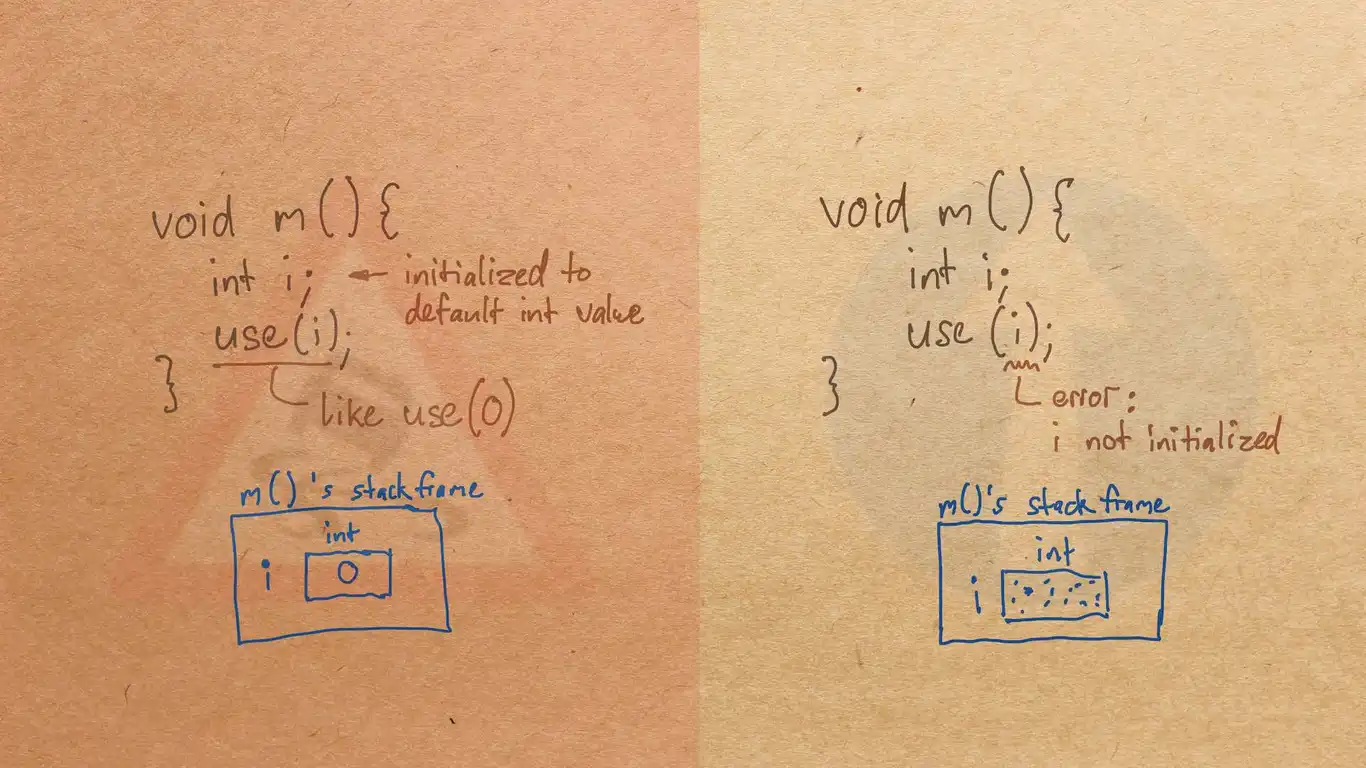 void m() {
int i; ← initialized to
default int value
use(i);
}
like use(0)
m()'s stack frame
int
i 0
void m() {
int i;
use (i);
}
error:
i not initialized
m()'s stack frame
int
i